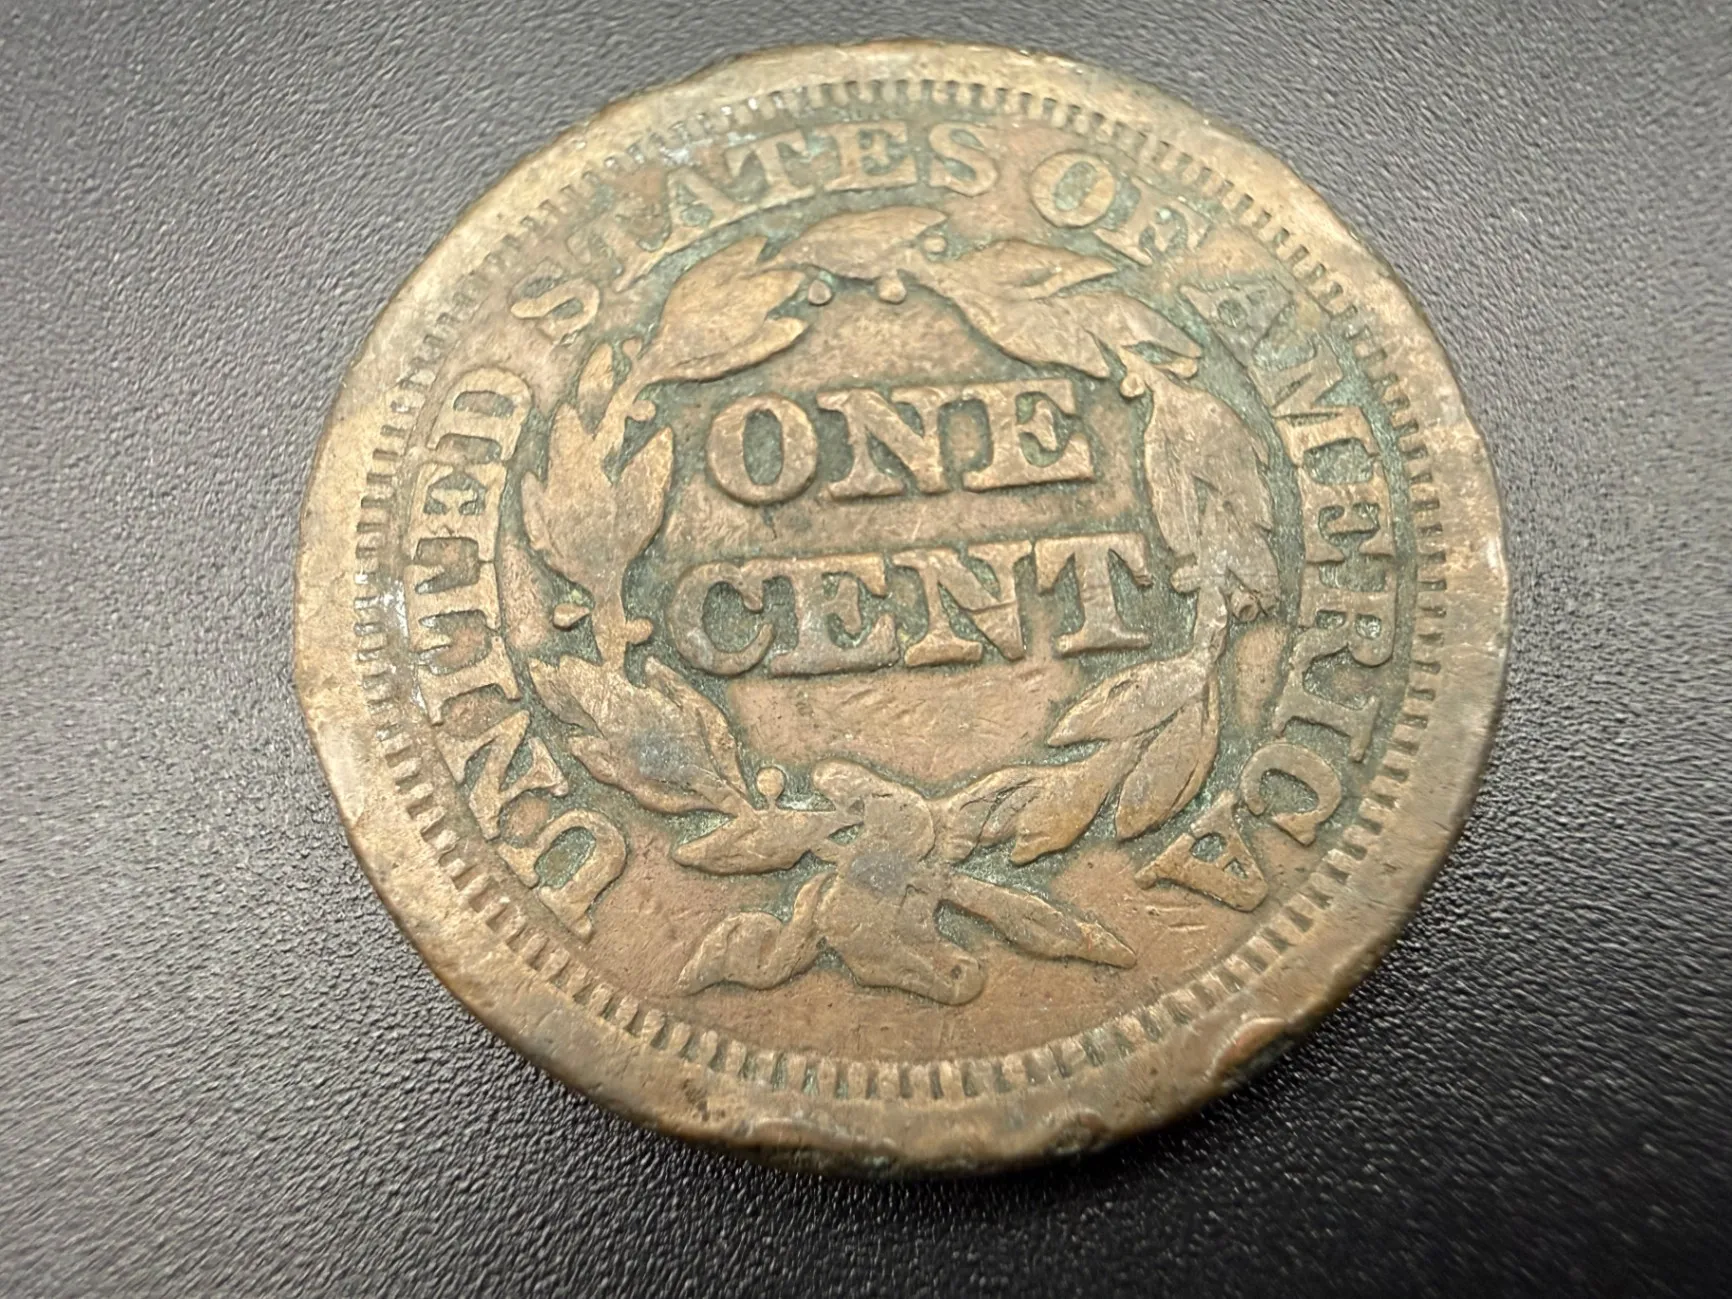 UNITED STATES OF AMERICA
ONE
CENT